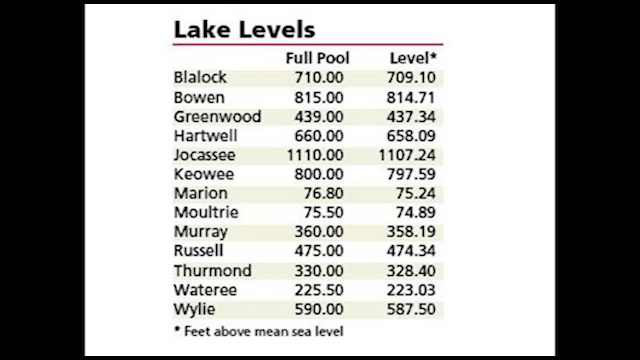 Lake Levels
Full Pool Level*
Blalock 710.00 709.10
Bowen 815.00 814.71
Greenwood 439.00 437.34
Hartwell 660.00 658.09
Jocassee 1110.00 1107.24
Keowee 800.00 797.59
Marion 76.80 75.24
Moultrie 75.50 74.89
Murray 360.00 358.19
Russell 475.00 474.34
Thurmond 330.00 328.40
Wateree 225.50 223.03
Wylie 590.00 587.50
* Feet above mean sea level